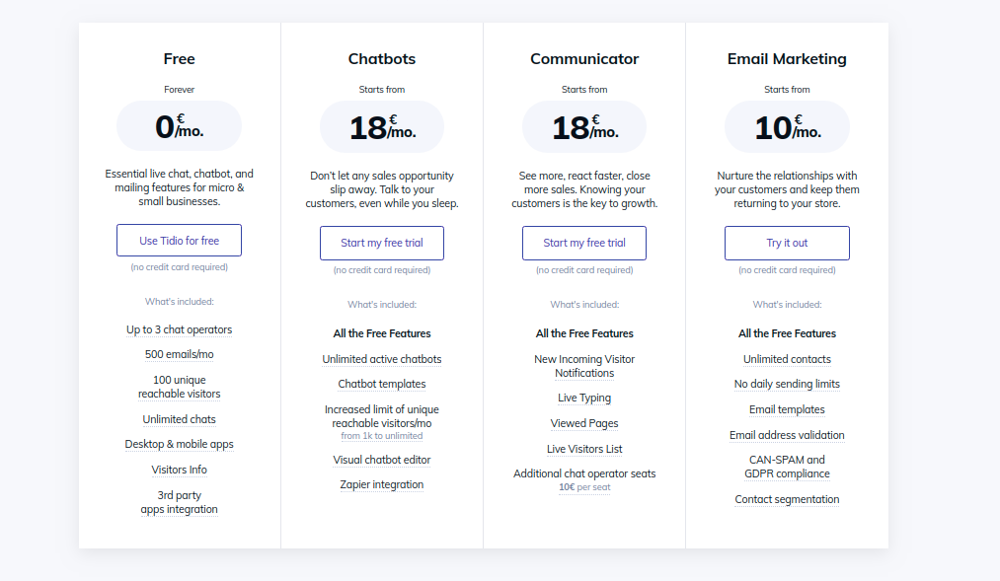 Free
Forever
0€/mo.
Essential live chat, chatbot, and
mailing features for micro &
small businesses.
Use Tidio for free
(no credit card required)
What's included:
Up to 3 chat operators
500 emails/mo
100 unique
reachable visitors
Unlimited chats
Desktop & mobile apps
Visitors Info
3rd party
apps integration
Chatbots
Starts from
18€/mo.
Don't let any sales opportunity
slip away. Talk to your
customers, even while you sleep.
Start my free trial
(no credit card required)
What's included:
All the Free Features
Unlimited active chatbots
Chatbot templates
Increased limit of unique
reachable visitors/mo
from 1k to unlimited
Visual chatbot editor
Zapier integration
Communicator
Starts from
18€/mo.
See more, react faster, close
more sales. Knowing your
customers is the key to growth.
Start my free trial
(no credit card required)
What's included:
All the Free Features
New Incoming Visitor
Notifications
Live Typing
Viewed Pages
Live Visitors List
Additional chat operator seats
10€ per seat
Email Marketing
Starts from
10€/mo.
Nurture the relationships with
your customers and keep them
returning to your store.
Try it out
(no credit card required)
What's included:
All the Free Features
Unlimited contacts
No daily sending limits
Email templates
Email address validation
CAN-SPAM and
GDPR compliance
Contact segmentation